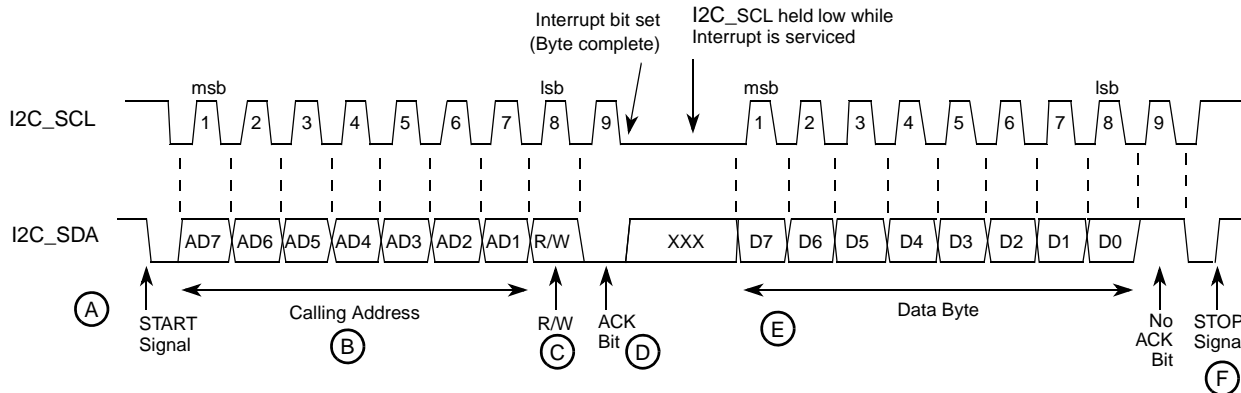 Interrupt bit set
(Byte complete)
I2C_SCL held low while
Interrupt is serviced
msb
lsb
msb
lsb
I2C_SCL
1 2 3 4 5 6 7 8 9 1 2 3 4 5 6 7 8 9
I2C_SDA
AD7 AD6 AD5 AD4 AD3 AD2 AD1 R/W XXX D7 D6 D5 D4 D3 D2 D1 D0
A
START
Signal
Calling Address
B
R/W
C
ACK
Bit
D
E
Data Byte
No
ACK
Bit
STOP
Signal
F